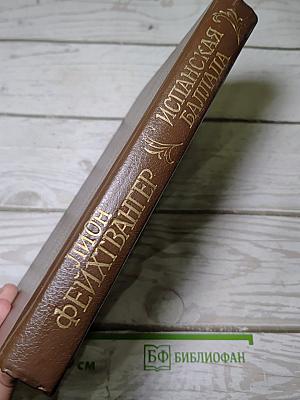 ЛИОН
ФЕЙХТВАНГЕР
ИСПАНСКАЯ
БАЛЛАДА
СМ
БФ БИБЛИОФАН